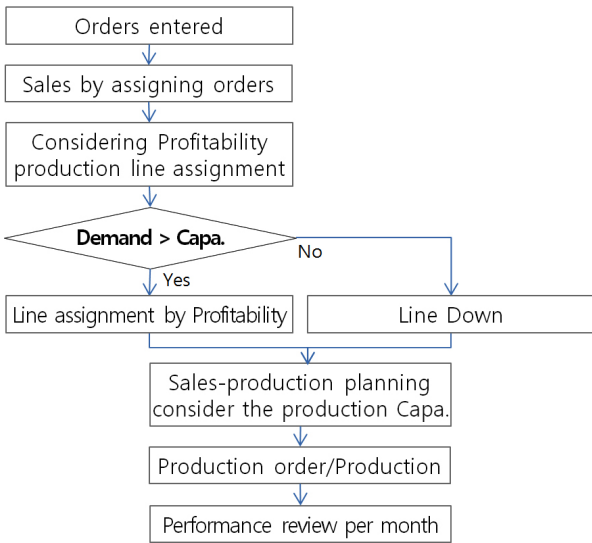 Orders entered
Sales by assigning orders
Considering Profitability
production line assignment
Demand > Capa.
No
Yes
Line assignment by Profitability
Line Down
Sales-production planning
consider the production Capa.
Production order/Production
Performance review per month